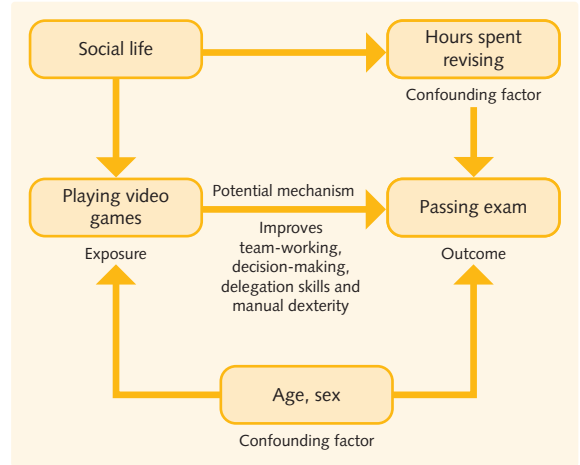 Social life
Hours spent
revising
Confounding factor
Playing video
games
Exposure
Potential mechanism
Improves
team-working,
decision-making,
delegation skills and
manual dexterity
Passing exam
Outcome
Age, sex
Confounding factor